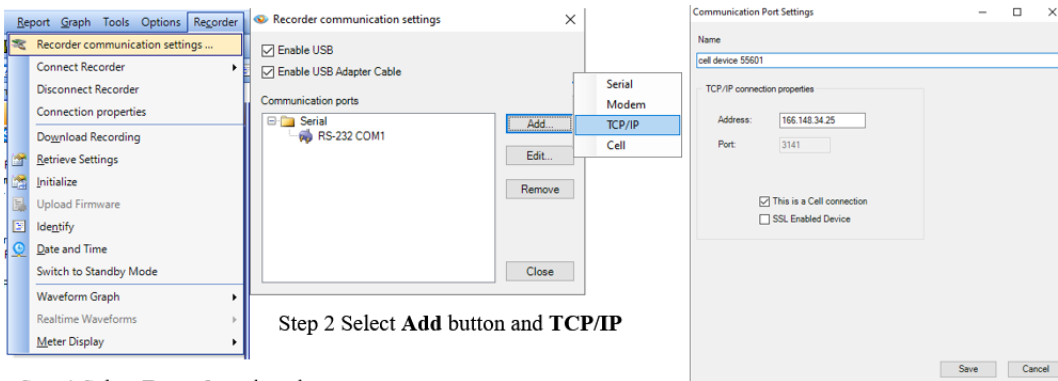 Report Graph Tools Options Recorder
Recorder communication settings ...
Connect Recorder
Disconnect Recorder
Connection properties
Download Recording
Retrieve Settings
Initialize
Upload Firmware
Identify
Date and Time
Switch to Standby Mode
Waveform Graph
Realtime Waveforms
Meter Display
Recorder communication settings
Enable USB
Enable USB Adapter Cable
Communication ports
Serial
RS-232 COM1
Add...
Edit...
Remove
Close
Serial
Modem
TCP/IP
Cell
Step 2 Select Add button and TCP/IP
Communication Port Settings
Name
cell device 55601
TCP/IP connection properties
Address: 166.148.34.25
Port: 3141
This is a Cell connection
SSL Enabled Device
Save Cancel